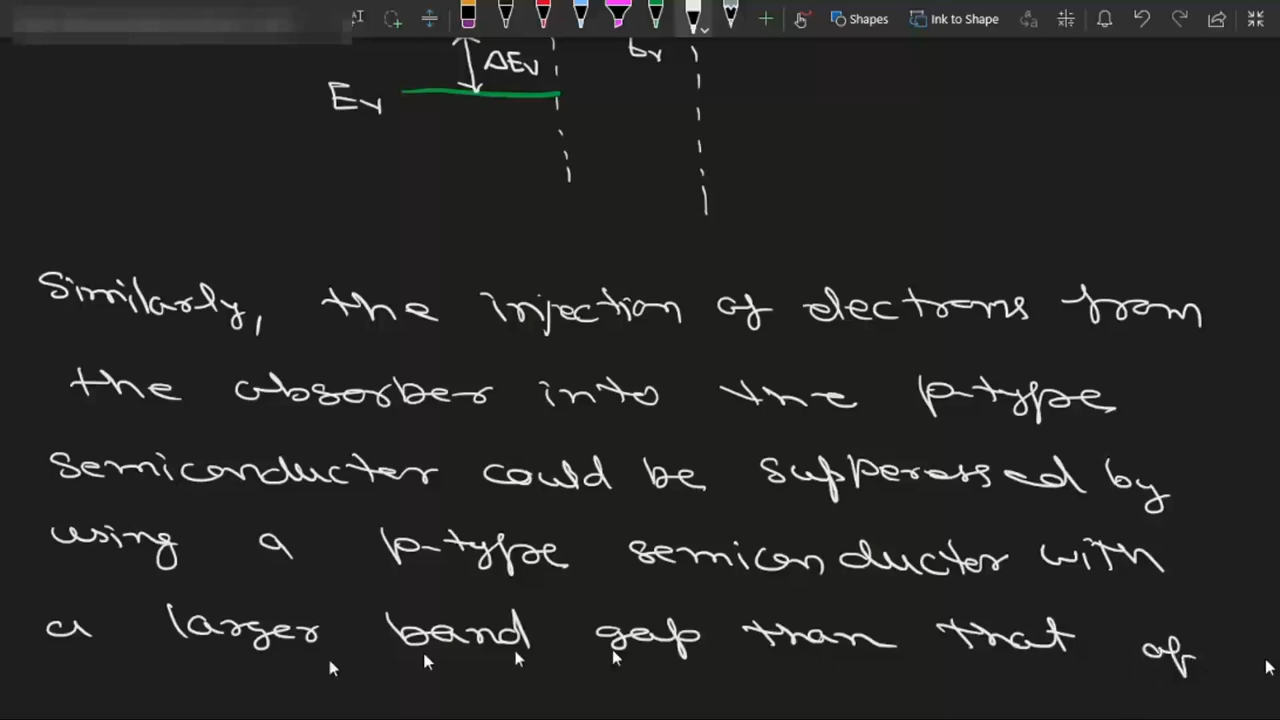 Shapes Ink to Shape
ΔEv
Ev
Similarly, the injection of electrons from
the absorber into the p-type
semiconductor could be supperessed by
using a p-type semiconductor with
a larger band gap than that of